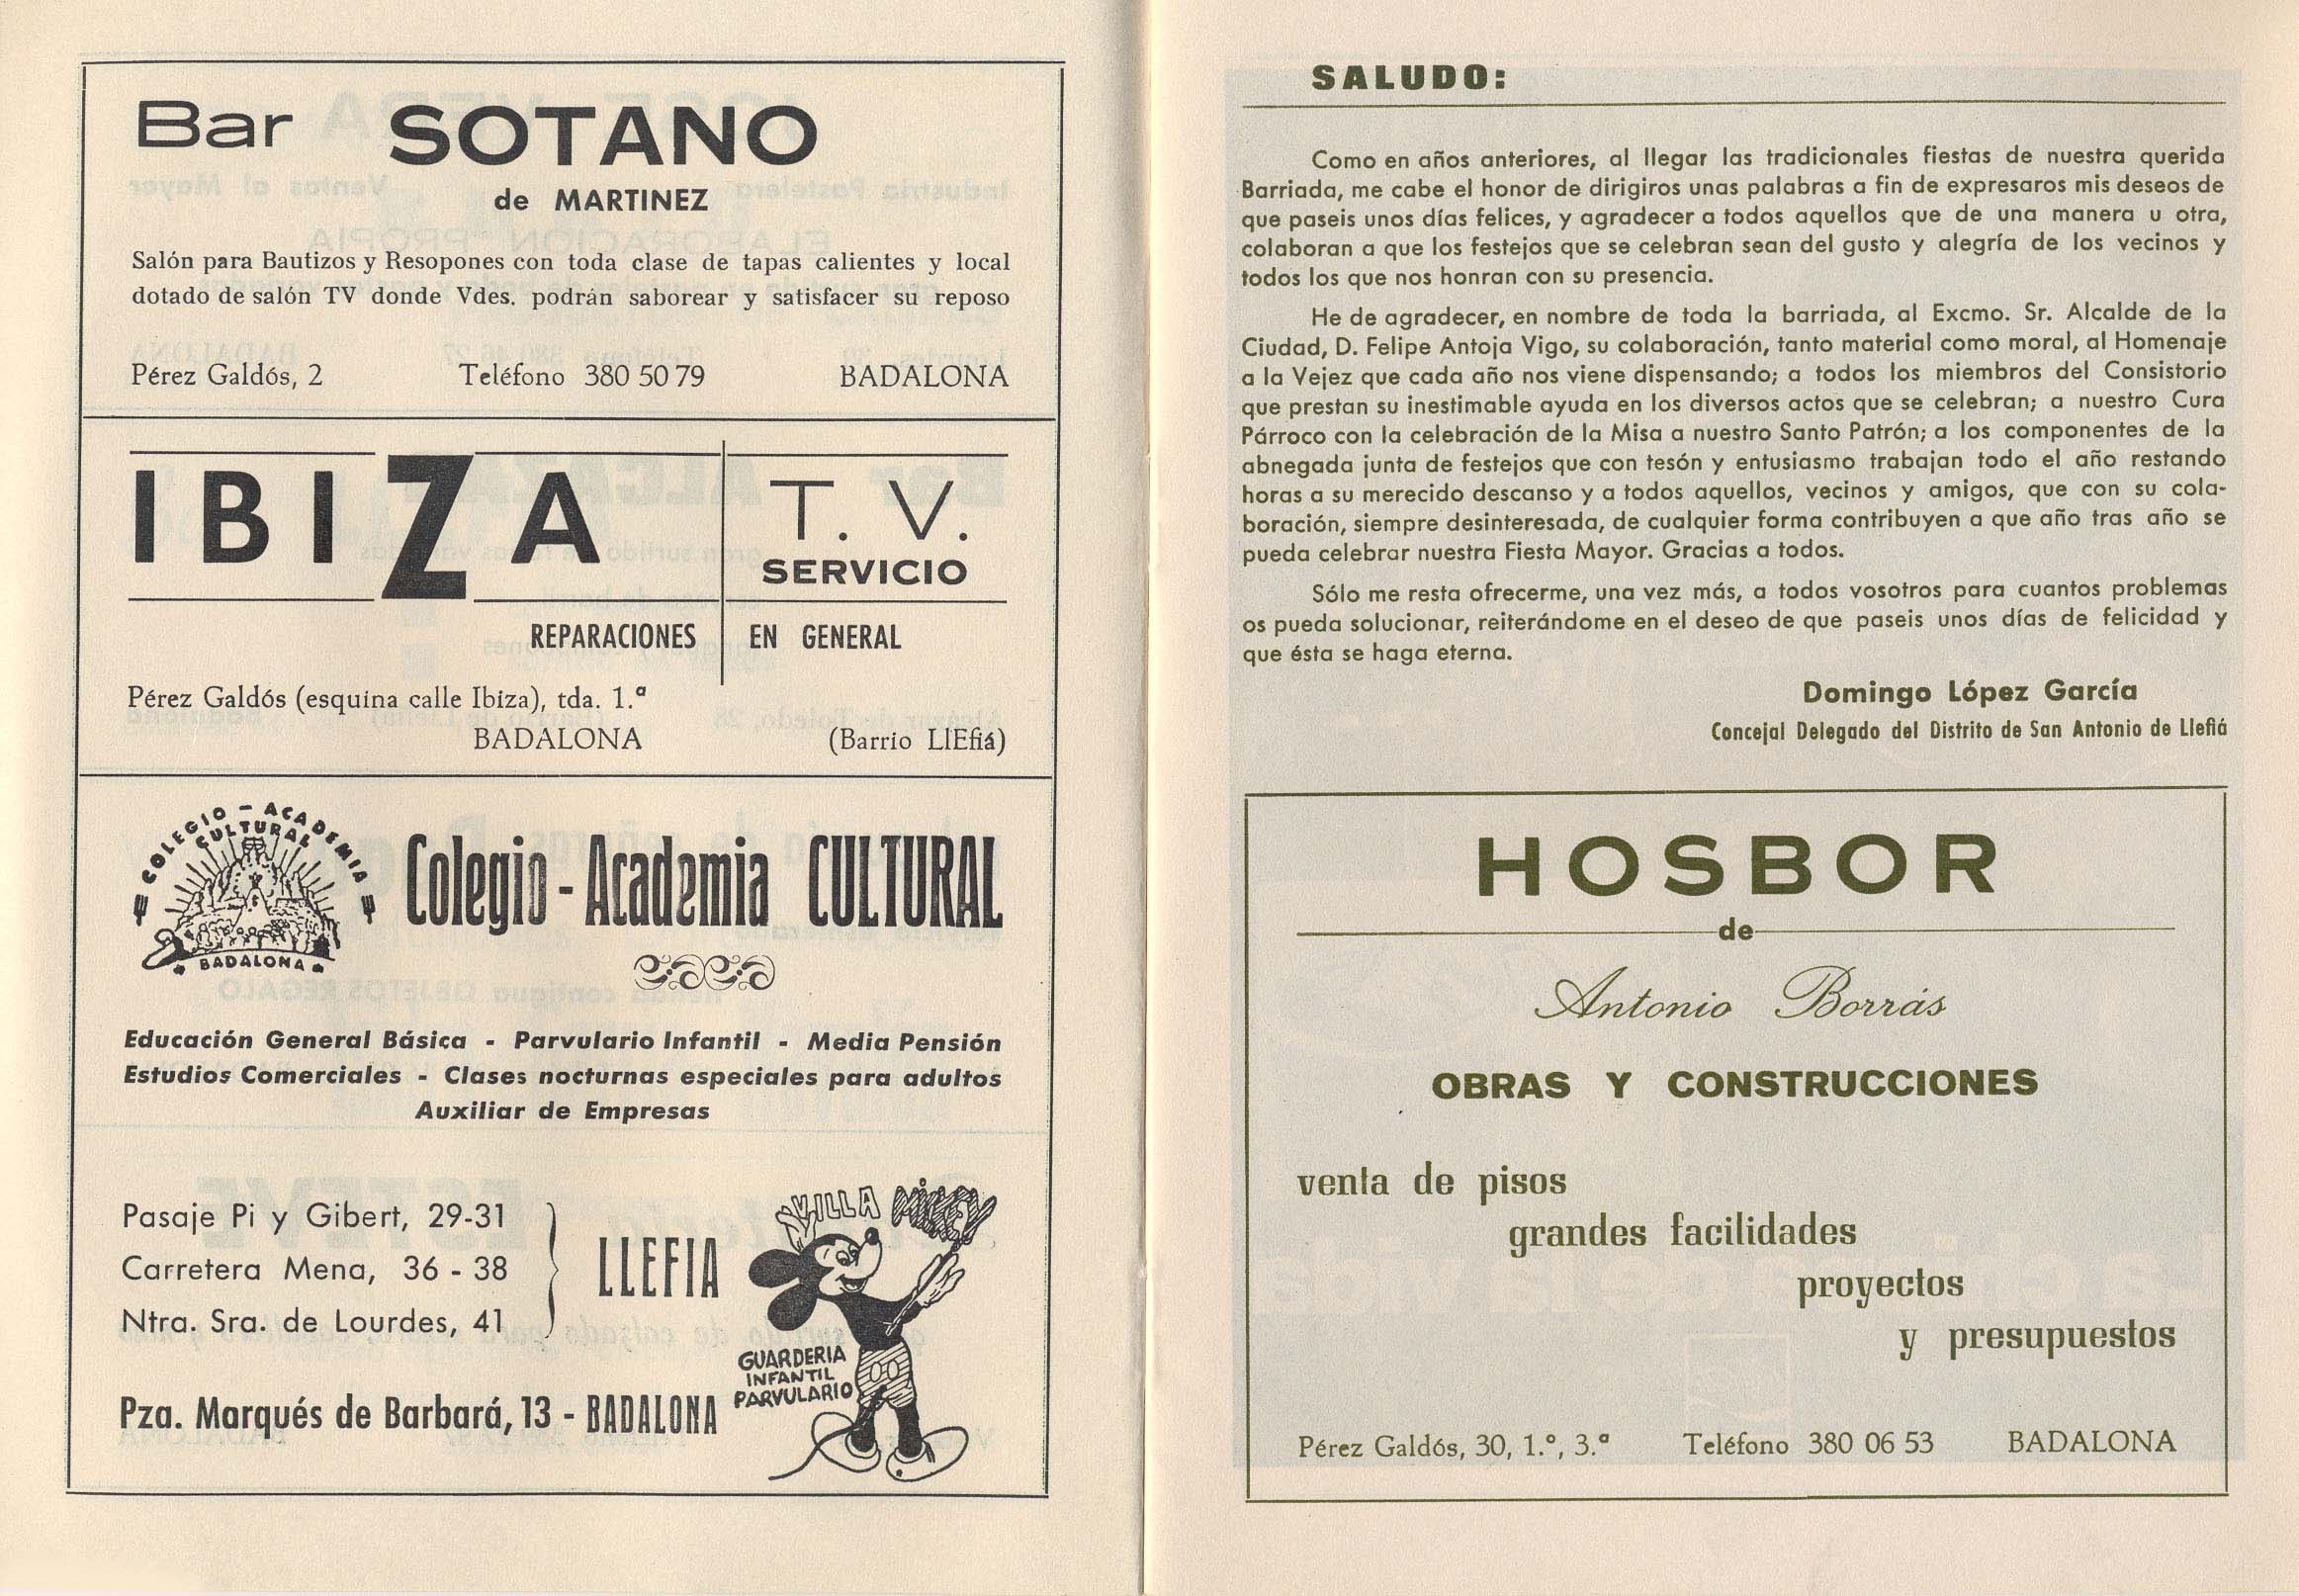 Bar SOTANO
de MARTINEZ
Salón para Bautizos y Resopones con toda clase de tapas calientes y local
dotado de salón TV donde Vdes. podrán saborear y satisfacer su reposo
Pérez Galdós, 2 Teléfono 380 50 79 BADALONA
IBIZA T. V.
SERVICIO
REPARACIONES EN GENERAL
Pérez Galdós (esquina calle Ibiza), tda. 1.ª
BADALONA (Barrio LlEfiá)
COLEGIO - ACADEMIA
CULTURAL
BADALONA
Colegio - Academia CULTURAL
Educación General Básica - Parvulario Infantil - Media Pensión
Estudios Comerciales - Clases nocturnas especiales para adultos
Auxiliar de Empresas
Pasaje Pi y Gibert, 29-31
Carretera Mena, 36 - 38
Ntra. Sra. de Lourdes, 41
LLEFIA
Pza. Marqués de Barbará, 13 - BADALONA
VILLA MICKEY
GUARDERIA
INFANTIL
PARVULARIO
SALUDO:
Como en años anteriores, al llegar las tradicionales fiestas de nuestra querida
Barriada, me cabe el honor de dirigiros unas palabras a fin de expresaros mis deseos de
que paseis unos días felices, y agradecer a todos aquellos que de una manera u otra,
colaboran a que los festejos que se celebran sean del gusto y alegría de los vecinos y
todos los que nos honran con su presencia.
He de agradecer, en nombre de toda la barriada, al Excmo. Sr. Alcalde de la
Ciudad, D. Felipe Antoja Vigo, su colaboración, tanto material como moral, al Homenaje
a la Vejez que cada año nos viene dispensando; a todos los miembros del Consistorio
que prestan su inestimable ayuda en los diversos actos que se celebran; a nuestro Cura
Párroco con la celebración de la Misa a nuestro Santo Patrón; a los componentes de la
abnegada junta de festejos que con tesón y entusiasmo trabajan todo el año restando
horas a su merecido descanso y a todos aquellos, vecinos y amigos, que con su cola-
boración, siempre desinteresada, de cualquier forma contribuyen a que año tras año se
pueda celebrar nuestra Fiesta Mayor. Gracias a todos.
Sólo me resta ofrecerme, una vez más, a todos vosotros para cuantos problemas
os pueda solucionar, reiterándome en el deseo de que paseis unos días de felicidad y
que ésta se haga eterna.
Domingo López García
Concejal Delegado del Distrito de San Antonio de Llefiá
HOSBOR
de
Antonio Borrás
OBRAS Y CONSTRUCCIONES
venta de pisos
grandes facilidades
proyectos
y presupuestos
Pérez Galdós, 30, 1.º, 3.ª Teléfono 380 06 53 BADALONA